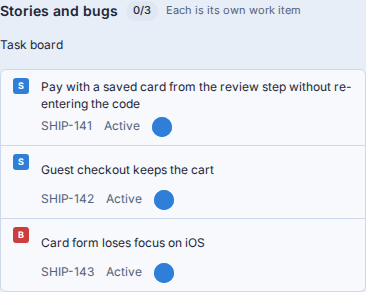 Stories and bugs 0/3 Each is its own work item
Task board
S Pay with a saved card from the review step without re-
entering the code
SHIP-141 Active
S Guest checkout keeps the cart
SHIP-142 Active
B Card form loses focus on iOS
SHIP-143 Active